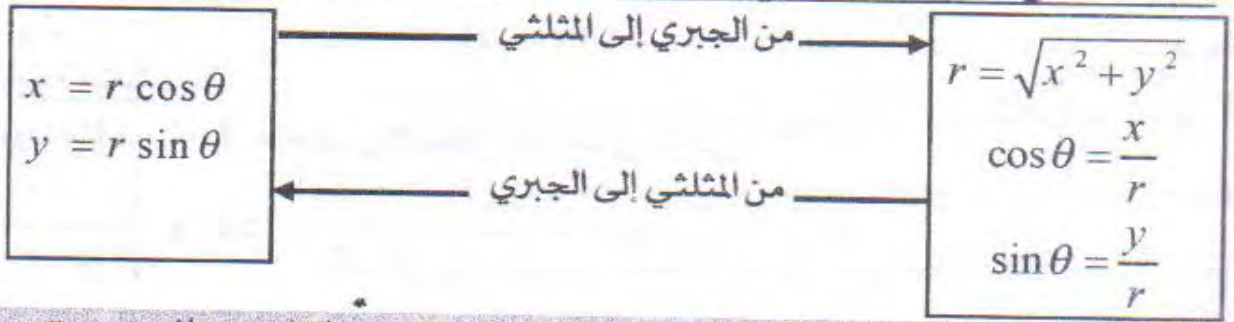 من الجبري إلى المثلثي
x = r cos θ
y = r sin θ
r = √(x² + y²)
cos θ = x/r
sin θ = y/r
من المثلثي إلى الجبري